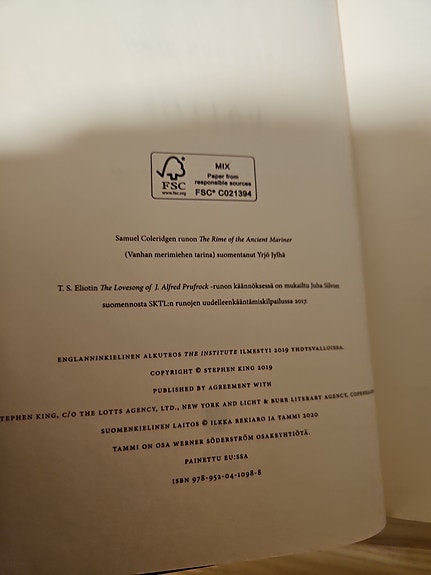 FSC
www.fsc.org
MIX
Paper from
responsible sources
FSC® C021394
Samuel Coleridgen runon The Rime of the Ancient Mariner
(Vanhan merimiehen tarina) suomentanut Yrjö Jylhä
T. S. Eliotin The Lovesong of J. Alfred Prufrock -runon käännöksessä on mukailtu Juha Silvon
suomennosta SKTL:n runojen uudelleenkääntämiskilpailussa 2017.
ENGLANNINKIELINEN ALKUTEOS THE INSTITUTE ILMESTYI 2019 YHDYSVALLOISSA.
COPYRIGHT © STEPHEN KING 2019
PUBLISHED BY AGREEMENT WITH
STEPHEN KING, C/O THE LOTTS AGENCY, LTD., NEW YORK AND LICHT & BURR LITERARY AGENCY,
SUOMENKIELINEN LAITOS © ILKKA REKIARO JA TAMMI 2020
TAMMI ON OSA WERNER SÖDERSTRÖM OSAKEYHTIÖTÄ.
PAINETTU EU:SSA
ISBN 978-952-04-1098-8